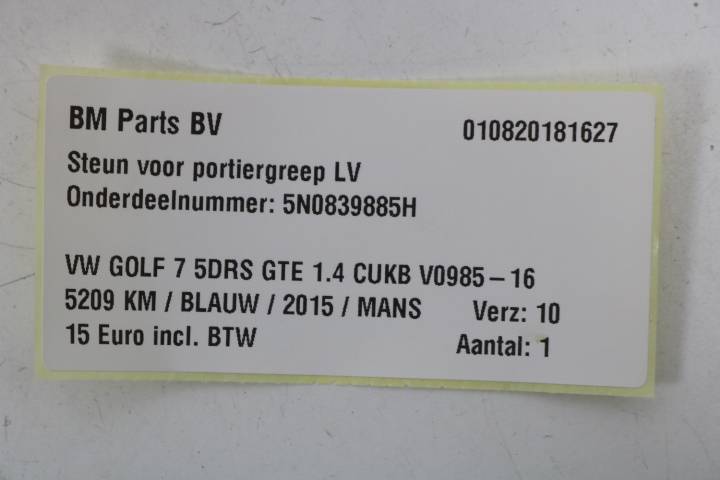 BM Parts BV 010820181627
Steun voor portiergreep LV
Onderdeelnummer: 5N0839885H
VW GOLF 7 5DRS GTE 1.4 CUKB V0985-16
5209 KM / BLAUW / 2015 / MANS Verz: 10
15 Euro incl. BTW Aantal: 1